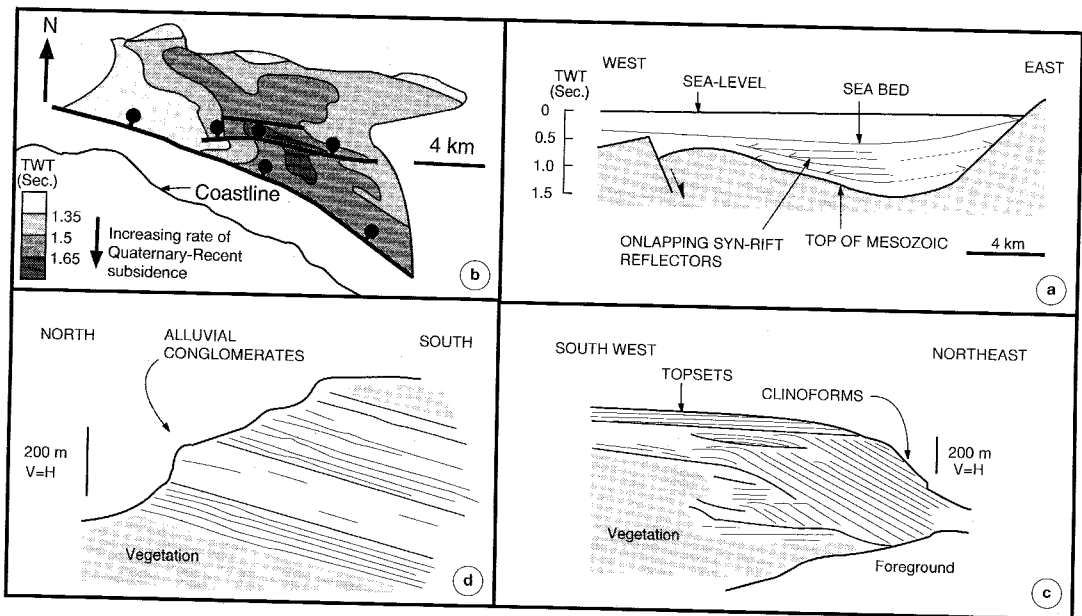 N
4 km
TWT
(Sec.)
Coastline
1.35
1.5
1.65
Increasing rate of
Quaternary-Recent
subsidence
b
WEST
EAST
TWT
(Sec.)
SEA-LEVEL
SEA BED
0
0.5
1.0
1.5
ONLAPPING SYN-RIFT
REFLECTORS
TOP OF MESOZOIC
4 km
a
NORTH
ALLUVIAL
CONGLOMERATES
SOUTH
200 m
V=H
Vegetation
d
SOUTH WEST
NORTHEAST
TOPSETS
CLINOFORMS
200 m
V=H
Vegetation
Foreground
c